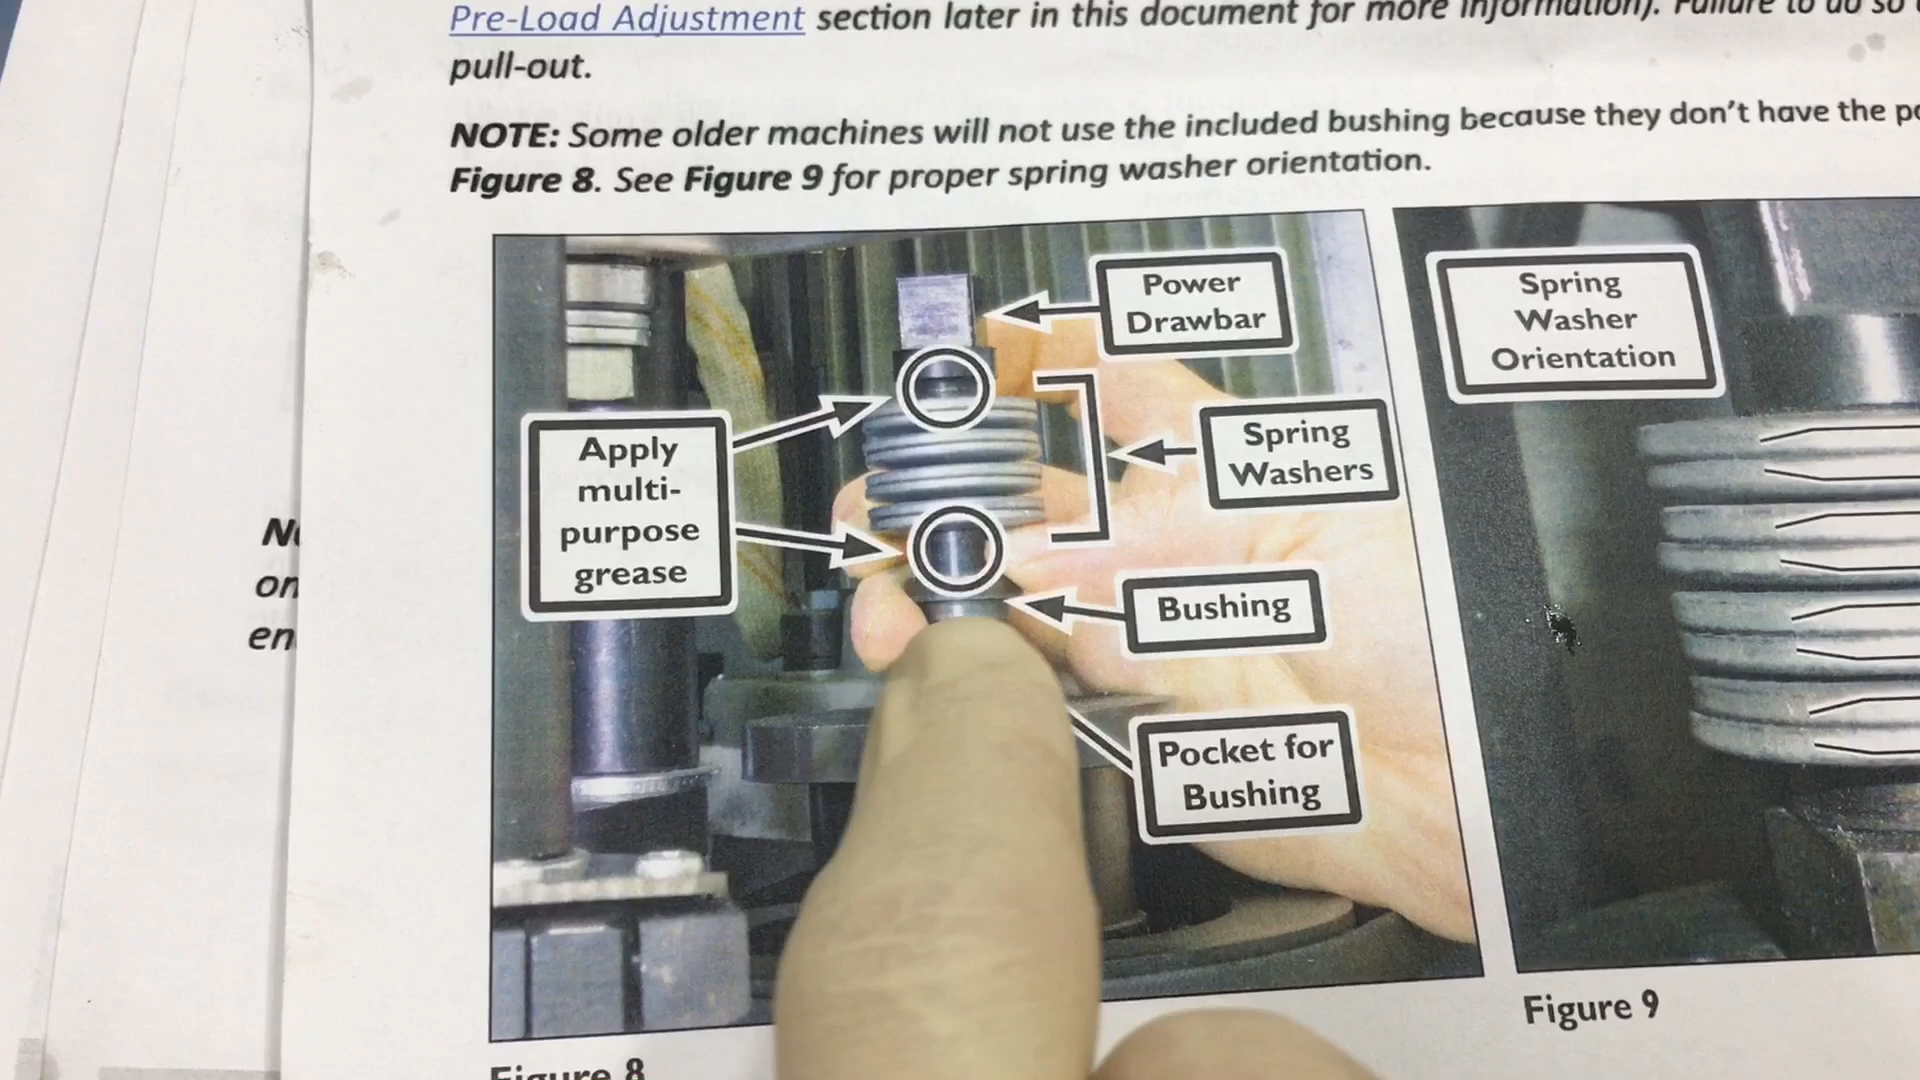 Pre-Load Adjustment section later in this document for more information). Failure to do so
pull-out.
NOTE: Some older machines will not use the included bushing because they don't have the
Figure 8. See Figure 9 for proper spring washer orientation.
Power
Drawbar
Spring
Washers
Apply
multi-
purpose
grease
Bushing
Pocket for
Bushing
Spring
Washer
Orientation
on
Figure 8
Figure 9